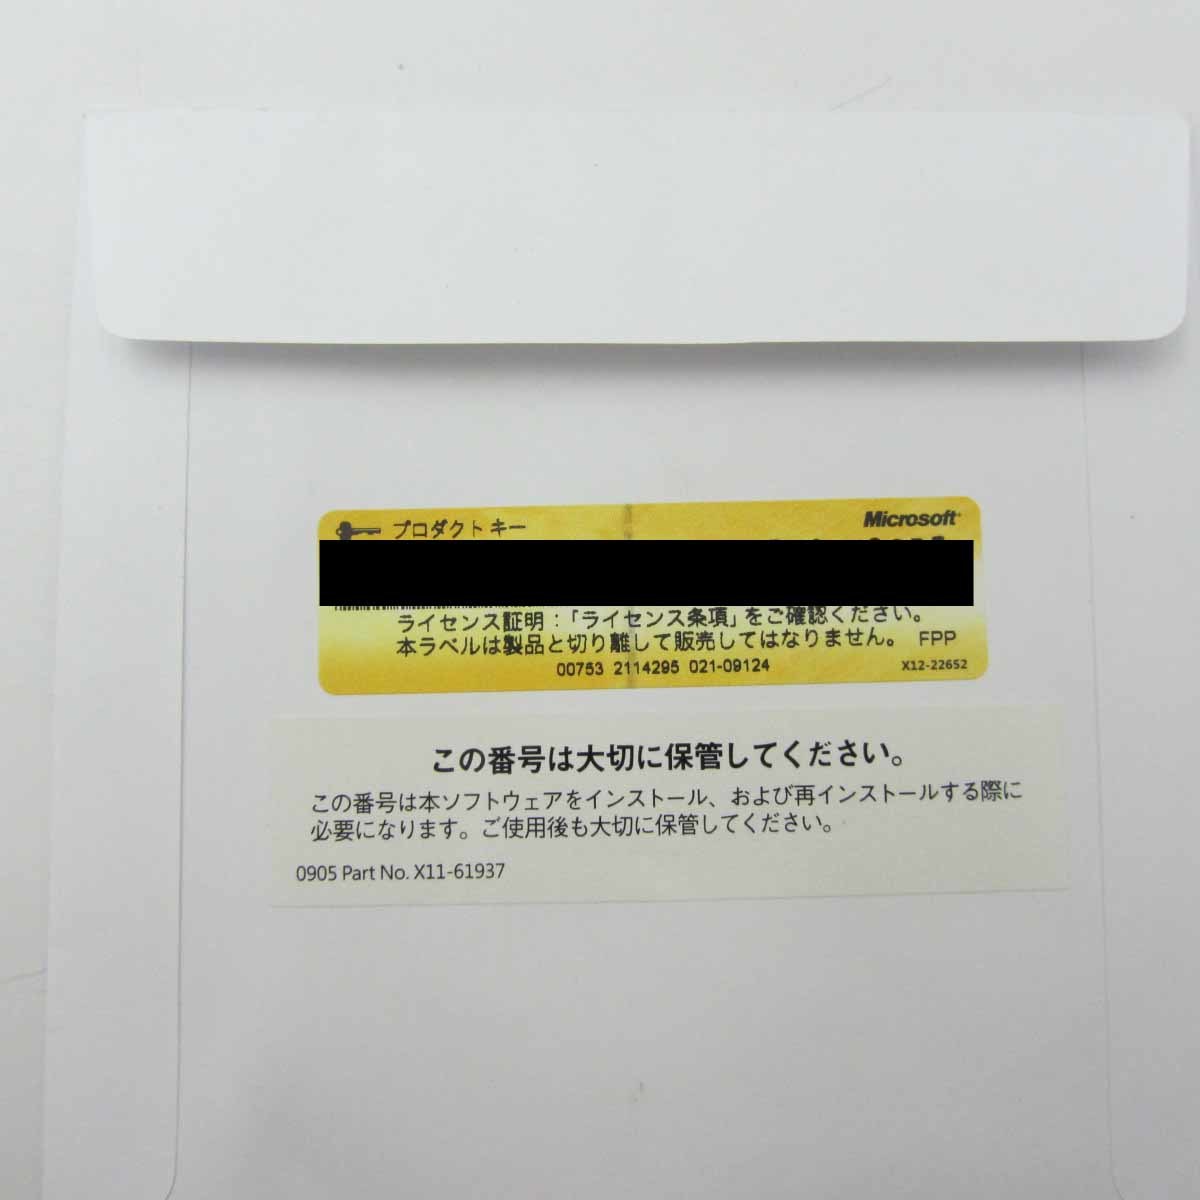 プロダクト キー
Microsoft
ライセンス証明：「ライセンス条項」をご確認ください。
本ラベルは製品と切り離して販売してはなりません。 FPP
00753 2114295 021-09124
X12-22652
この番号は大切に保管してください。
この番号は本ソフトウェアをインストール、および再インストールする際に
必要になります。ご使用後も大切に保管してください。
0905 Part No. X11-61937